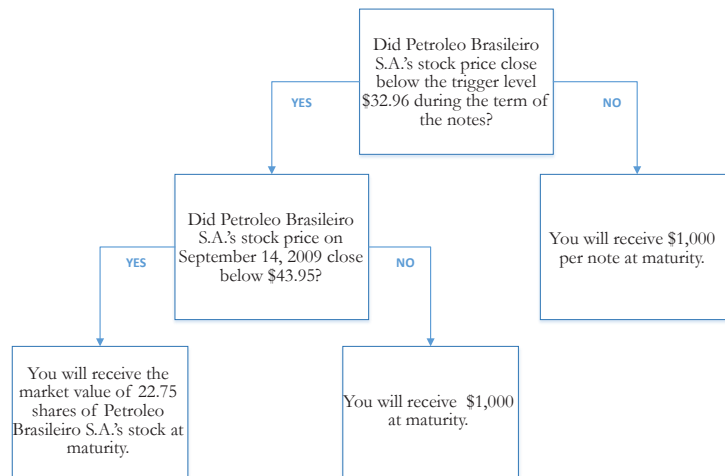 Did Petroleo Brasileiro
S.A.'s stock price close
below the trigger level
$32.96 during the term of
the notes?
YES
NO
Did Petroleo Brasileiro
S.A.'s stock price on
September 14, 2009 close
below $43.95?
You will receive $1,000
per note at maturity.
YES
NO
You will receive the
market value of 22.75
shares of Petroleo
Brasileiro S.A.'s stock at
maturity.
You will receive $1,000
at maturity.